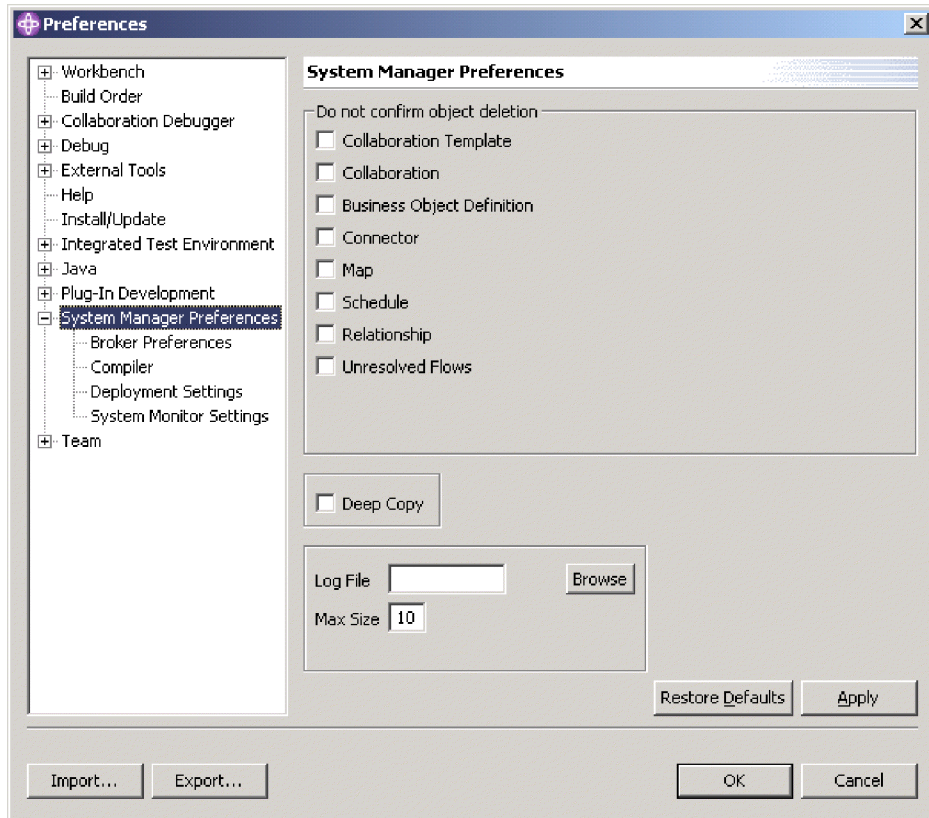 Preferences
Workbench
Build Order
Collaboration Debugger
Debug
External Tools
Help
Install/Update
Integrated Test Environment
Java
Plug-In Development
System Manager Preferences
Broker Preferences
Compiler
Deployment Settings
System Monitor Settings
Team
System Manager Preferences
Do not confirm object deletion
Collaboration Template
Collaboration
Business Object Definition
Connector
Map
Schedule
Relationship
Unresolved Flows
Deep Copy
Log File
Browse
Max Size 10
Restore Defaults
Apply
Import...
Export...
OK
Cancel